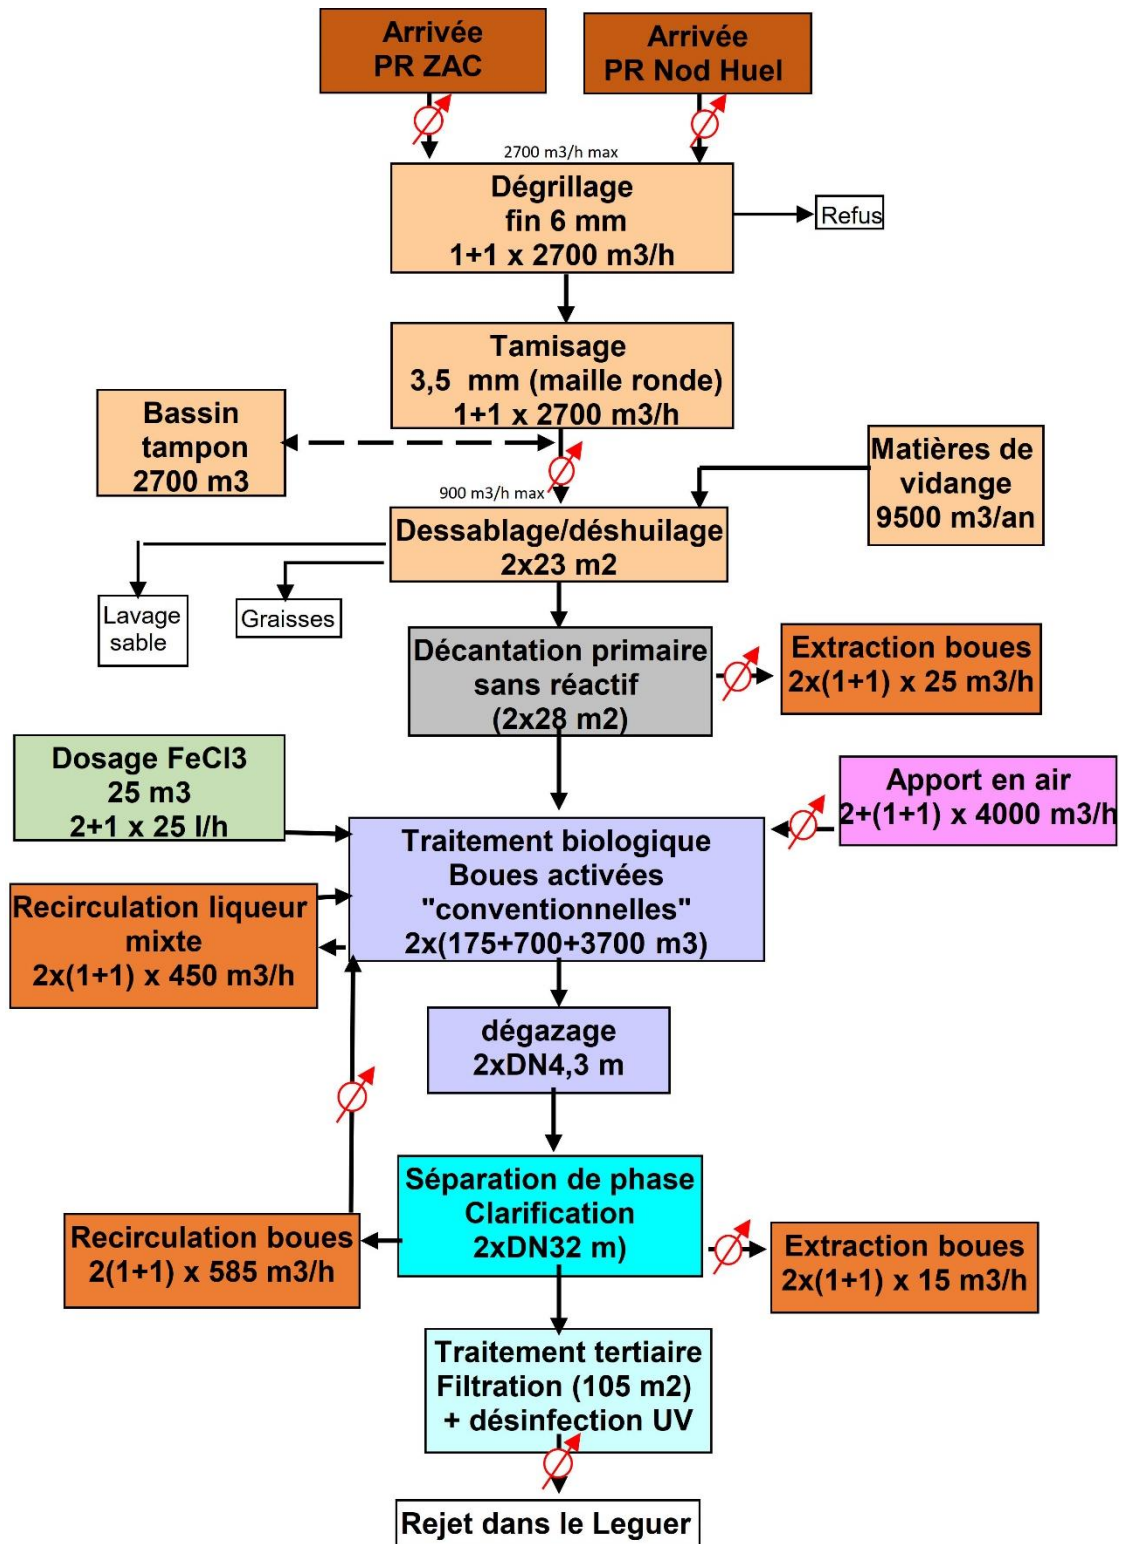 Arrivée
PR ZAC
Arrivée
PR Nod Huel
2700 m3/h max
Dégrillage
fin 6 mm
1+1 x 2700 m3/h
Refus
Tamisage
3,5 mm (maille ronde)
1+1 x 2700 m3/h
Bassin
tampon
2700 m3
Matières de
vidange
9500 m3/an
900 m3/h max
Dessablage/déshuilage
2x23 m2
Lavage
sable
Graisses
Décantation primaire
sans réactif
(2x28 m2)
Extraction boues
2x(1+1) x 25 m3/h
Dosage FeCl3
25 m3
2+1 x 25 l/h
Apport en air
2+(1+1) x 4000 m3/h
Traitement biologique
Boues activées
"conventionnelles"
2x(175+700+3700 m3)
Recirculation liqueur
mixte
2x(1+1) x 450 m3/h
dégazage
2xDN4,3 m
Séparation de phase
Clarification
2xDN32 m)
Recirculation boues
2(1+1) x 585 m3/h
Extraction boues
2x(1+1) x 15 m3/h
Traitement tertiaire
Filtration (105 m2)
+ désinfection UV
Rejet dans le Leguer